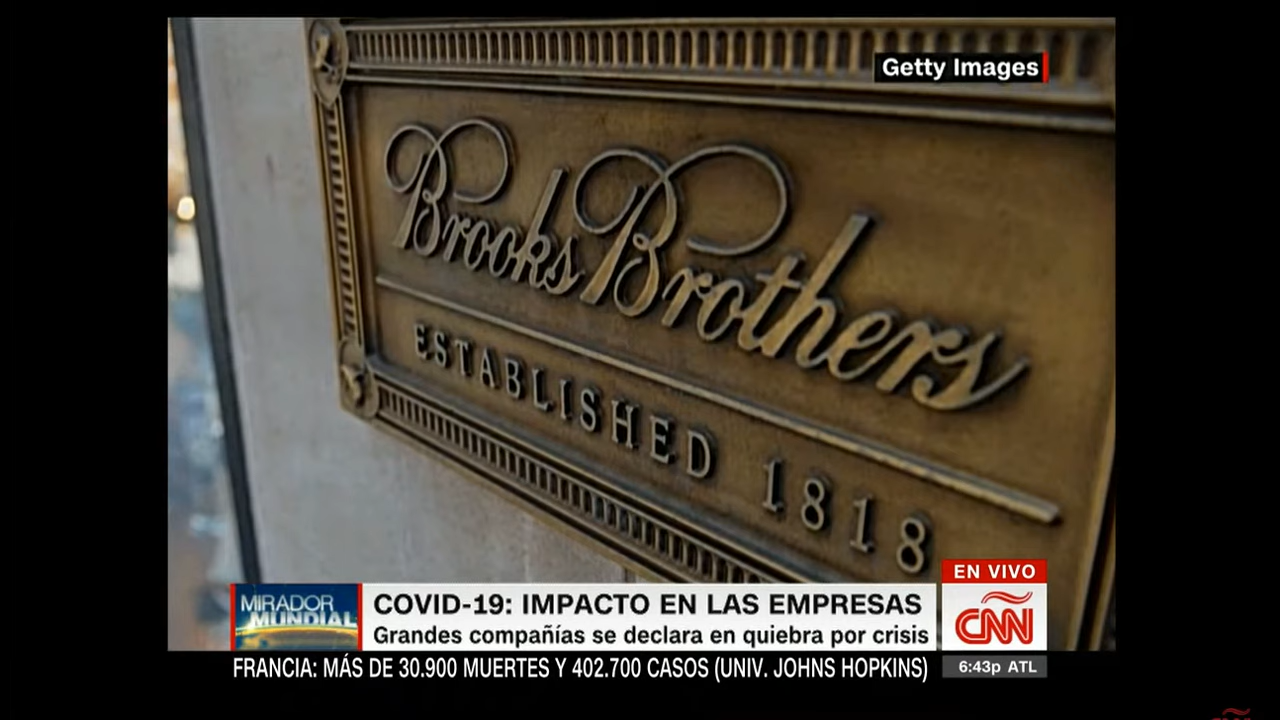 Getty Images
Brooks Brothers
ESTABLISHED 1818
EN VIVO
MIRADOR
MUNDIAL
COVID-19: IMPACTO EN LAS EMPRESAS
Grandes compañías se declara en quiebra por crisis
CNN
FRANCIA: MÁS DE 30.900 MUERTES Y 402.700 CASOS (UNIV. JOHNS HOPKINS)
6:43p ATL